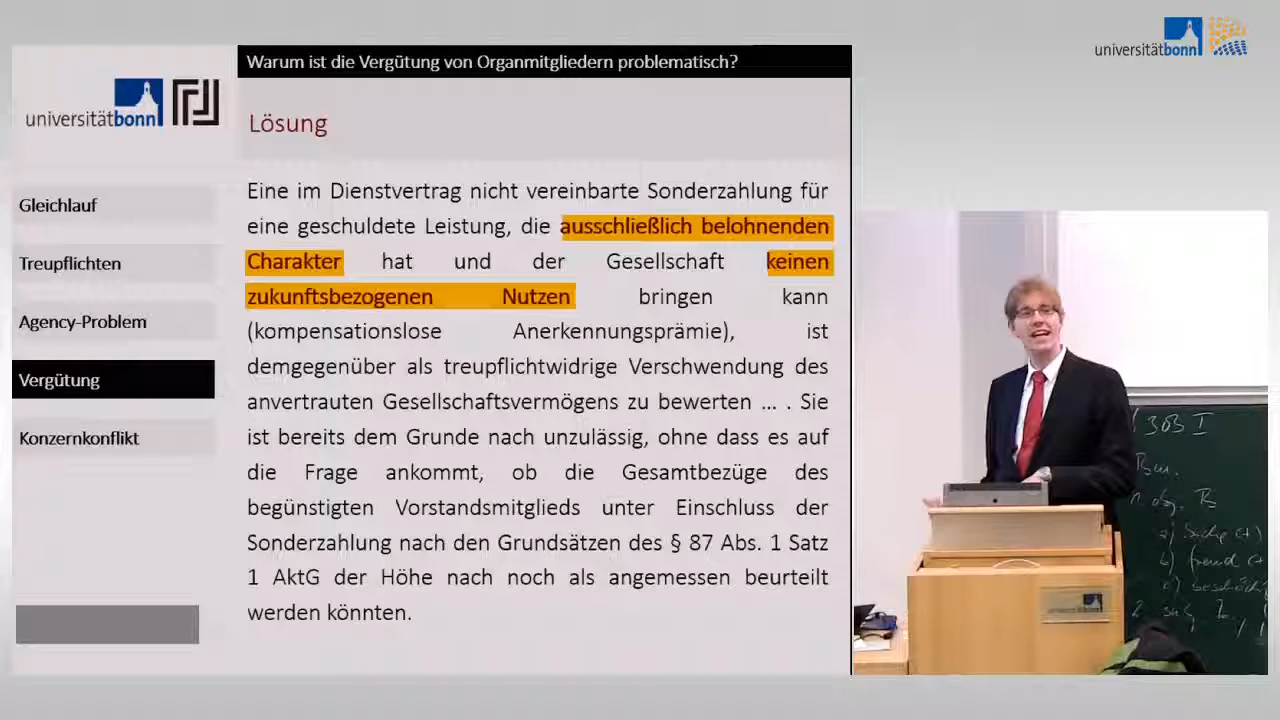 universitätbonn
Warum ist die Vergütung von Organmitgliedern problematisch?
universitätbonn
Lösung
Gleichlauf
Treupflichten
Agency-Problem
Vergütung
Konzernkonflikt
Eine im Dienstvertrag nicht vereinbarte Sonderzahlung für
eine geschuldete Leistung, die ausschließlich belohnenden
Charakter hat und der Gesellschaft keinen
zukunftsbezogenen Nutzen bringen kann
(kompensationslose Anerkennungsprämie), ist
demgegenüber als treupflichtwidrige Verschwendung des
anvertrauten Gesellschaftsvermögens zu bewerten ... . Sie
ist bereits dem Grunde nach unzulässig, ohne dass es auf
die Frage ankommt, ob die Gesamtbezüge des
begünstigten Vorstandsmitglieds unter Einschluss der
Sonderzahlung nach den Grundsätzen des § 87 Abs. 1 Satz
1 AktG der Höhe nach noch als angemessen beurteilt
werden könnten.
303 I
a) Sache (+)
b) fremd (+
c)